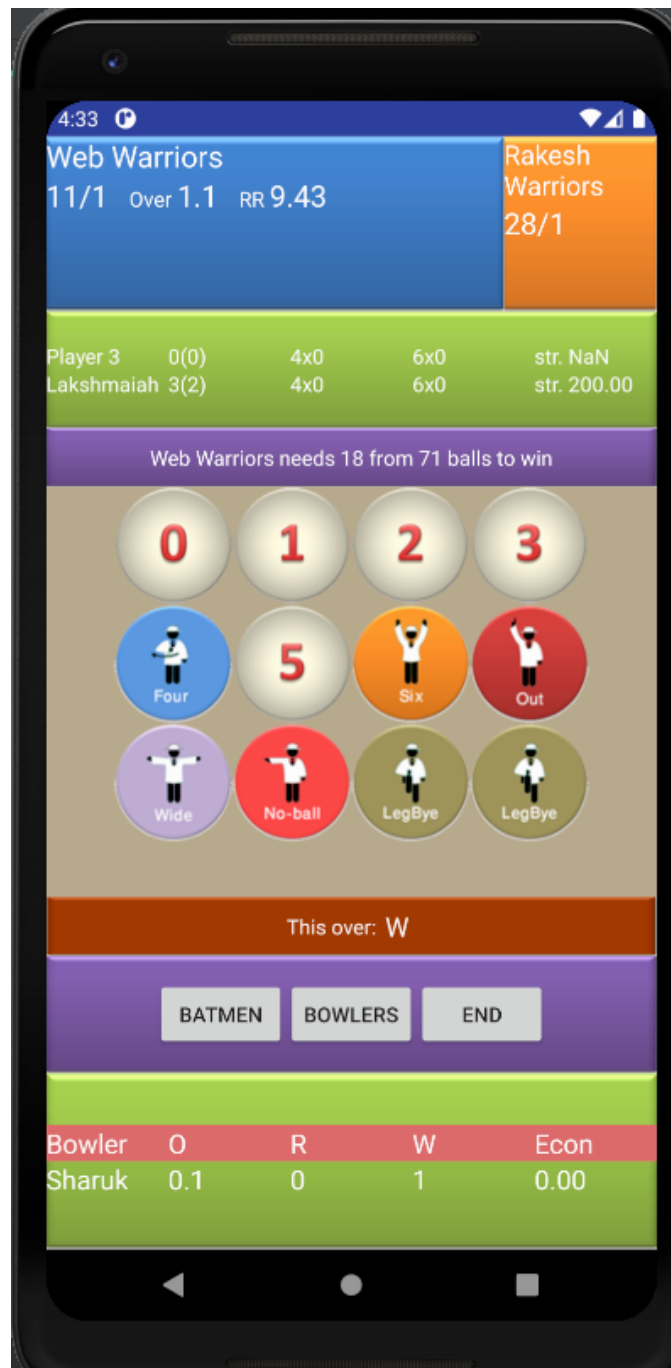 4:33
Web Warriors
11/1 Over 1.1 RR 9.43
Rakesh
Warriors
28/1
Player 3 0(0) 4x0 6x0 str. NaN
Lakshmaiah 3(2) 4x0 6x0 str. 200.00
Web Warriors needs 18 from 71 balls to win
0 1 2 3
Four 5 Six Out
Wide No-ball LegBye LegBye
This over: W
BATMEN BOWLERS END
Bowler O R W Econ
Sharuk 0.1 0 1 0.00